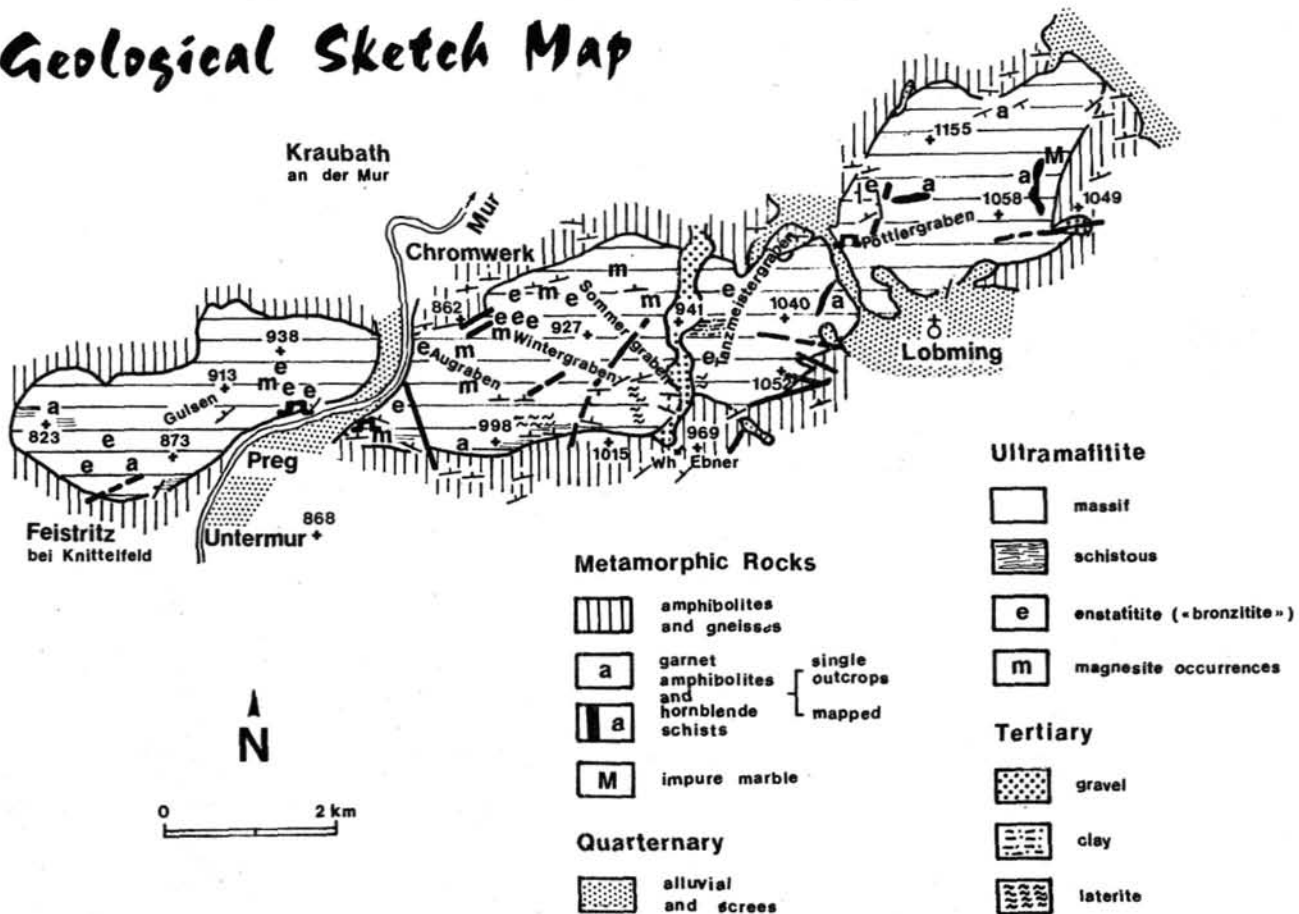 Geological Sketch Map
Kraubath
an der Mur
Mur
Chromwerk
a
1155
M
e
a
a
1058
1049
Pöttlergraben
862
m
e m e
m
e
e e e
m
Wintergraben
927
Sommergraben
941
Tanzmeistergraben
1040
a
Lobming
938
e
m e e
913
Gulsen
e
Augraben
m
m
e
1052
a
823
e
873
e
a
Preg
e
m
a
998
1015
969
Wh. Ebner
Feistritz
bei Knittelfeld
868
Untermur
N
0 2 km
Metamorphic Rocks
amphibolites
and gneisses
a
garnet
amphibolites
and
hornblende
schists
single
outcrops
mapped
a
M
impure marble
Quarternary
alluvial
and screes
Ultramafitite
massif
schistous
e
enstatitite («bronzitite»)
m
magnesite occurrences
Tertiary
gravel
clay
laterite